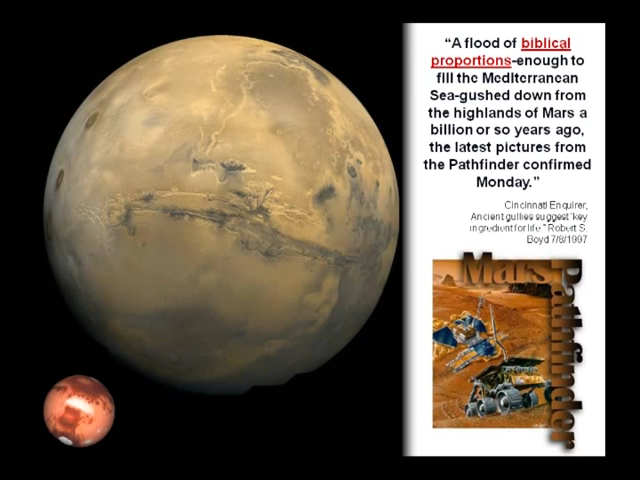 “A flood of biblical
proportions-enough to
fill the Mediterranean
Sea-gushed down from
the highlands of Mars a
billion or so years ago,
the latest pictures from
the Pathfinder confirmed
Monday.”
Cincinnati Enquirer,
Ancient gullies suggest ‘key
ingredient for life.” Robert S.
Boyd 7/8/1997
Mars
Pathfinder